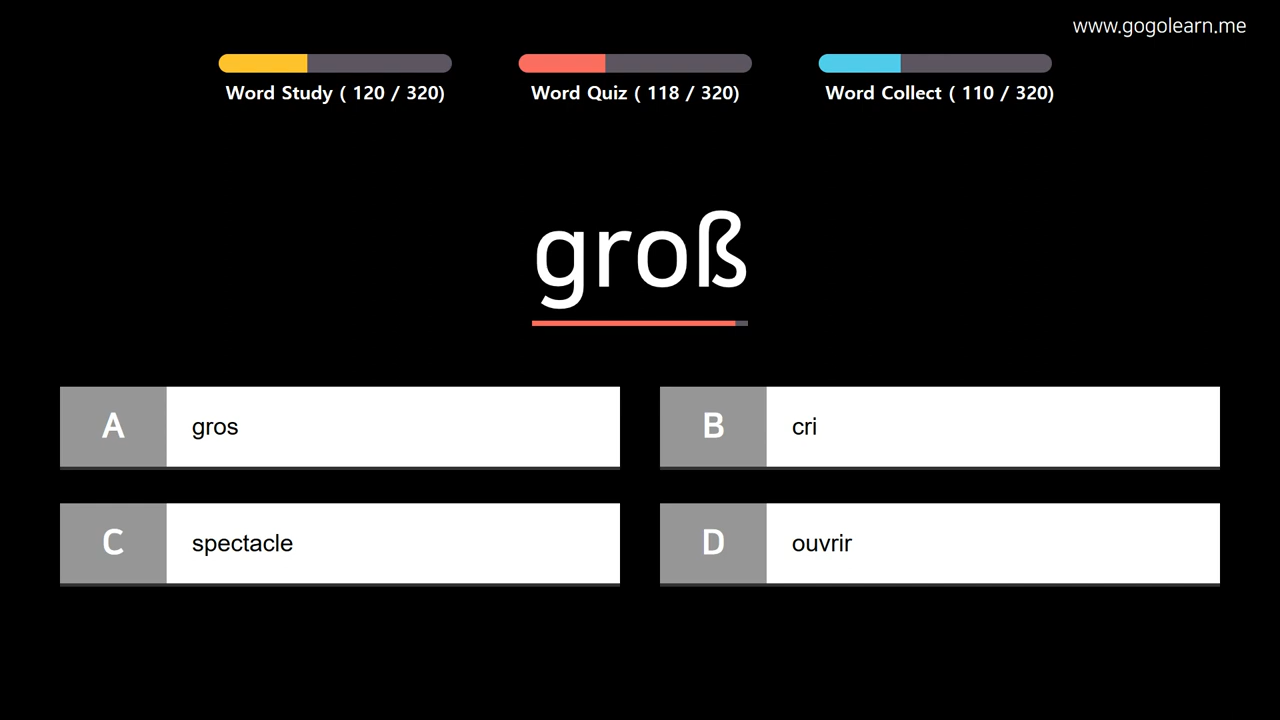 www.gogolearn.me
Word Study ( 120 / 320)
Word Quiz ( 118 / 320)
Word Collect ( 110 / 320)
groß
A gros
B cri
C spectacle
D ouvrir